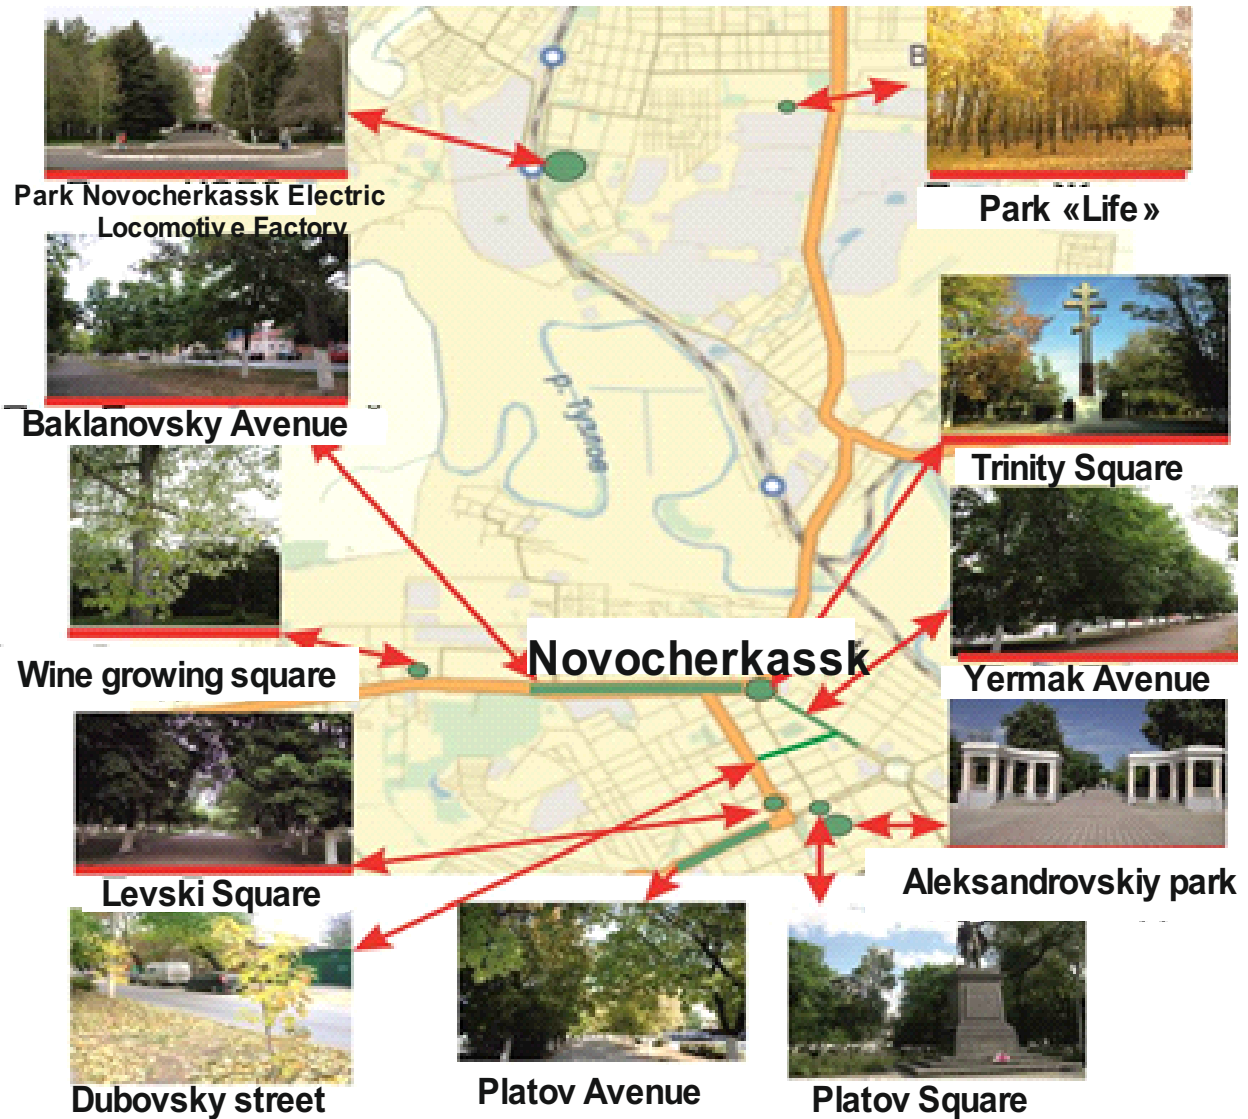 Park Novocherkassk Electric
Locomotive Factory
Park «Life»
Baklanovsky Avenue
Trinity Square
р. Тузлов
Novocherkassk
Wine growing square
Yermak Avenue
Levski Square
Aleksandrovskiy park
Dubovsky street
Platov Avenue
Platov Square